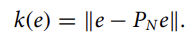 k(e) = ‖e − P_N e‖.